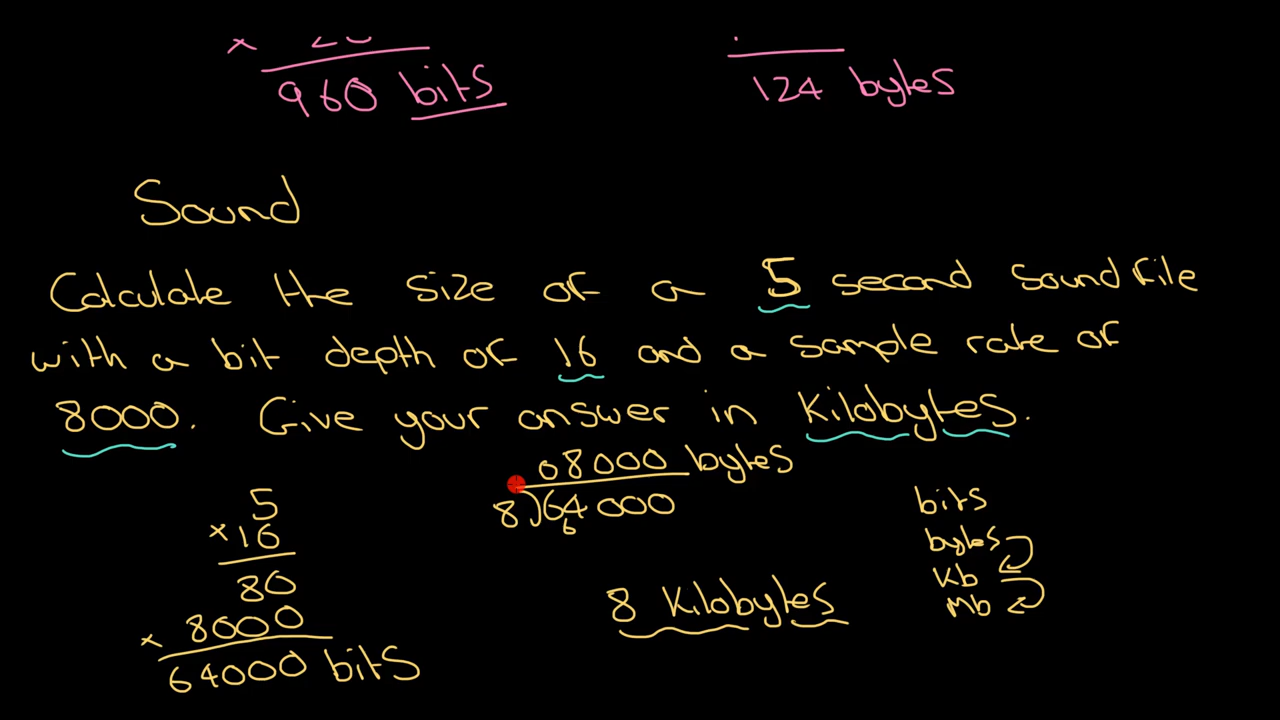 ×
960 bits
124 bytes
Sound
Calculate the size of a 5 second sound file
with a bit depth of 16 and a sample rate of
8000. Give your answer in Kilobytes.
08000 bytes
8)64000
6
5
×16
80
× 8000
64000 bits
8 Kilobytes
bits
bytes
Kb
Mb